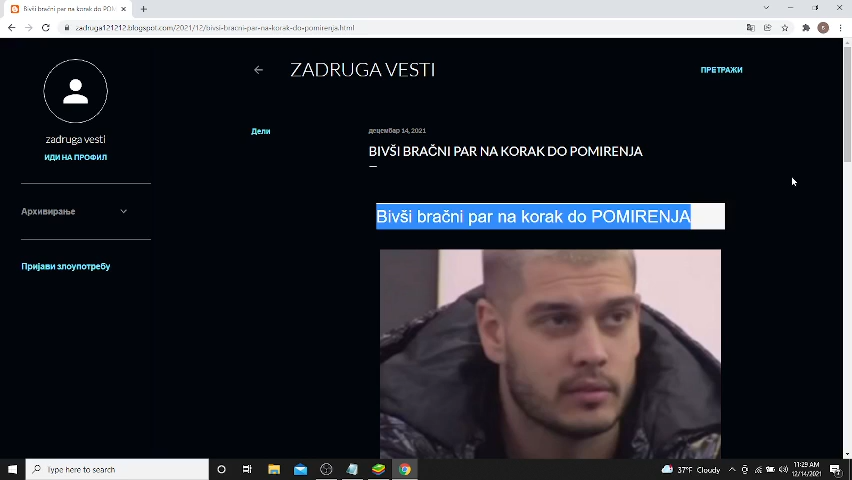 Bivši bračni par na korak do PO
zadruga121212.blogspot.com/2021/12/bivsi-bracni-par-na-korak-do-pomirenja.html
ZADRUGA VESTI
ПРЕТРАЖИ
zadruga vesti
ИДИ НА ПРОФИЛ
Архивирање
Пријави злоупотребу
Дели
децембар 14, 2021
BIVŠI BRAČNI PAR NA KORAK DO POMIRENJA
Bivši bračni par na korak do POMIRENJA
Type here to search
37°F Cloudy
11:29 AM
12/14/2021